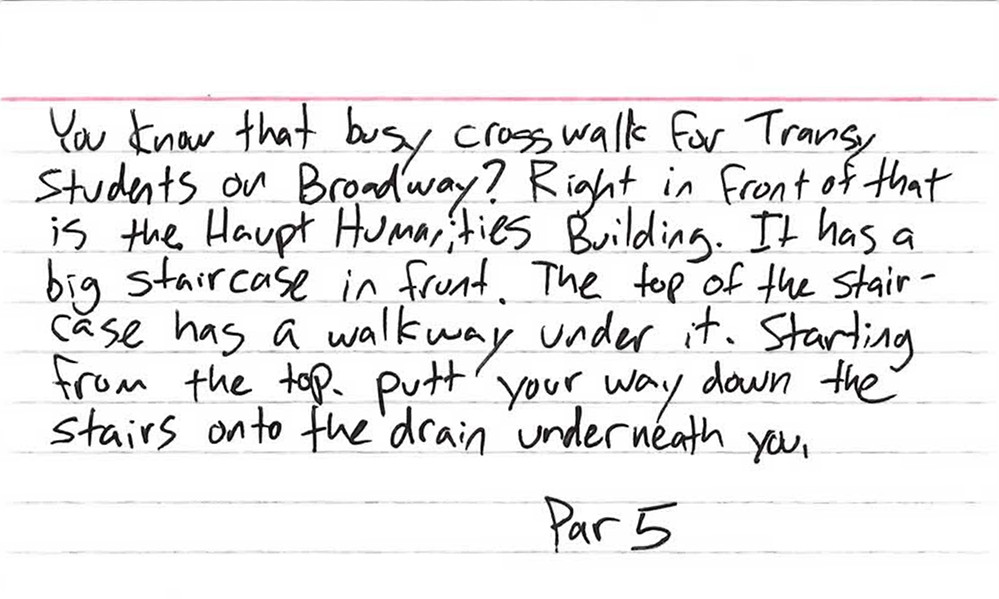 You know that busy crosswalk for Transy
Students on Broadway? Right in front of that
is the Haupt Humanities Building. It has a
big staircase in front. The top of the stair-
case has a walkway under it. Starting
from the top. putt your way down the
stairs onto the drain underneath you.
Par 5